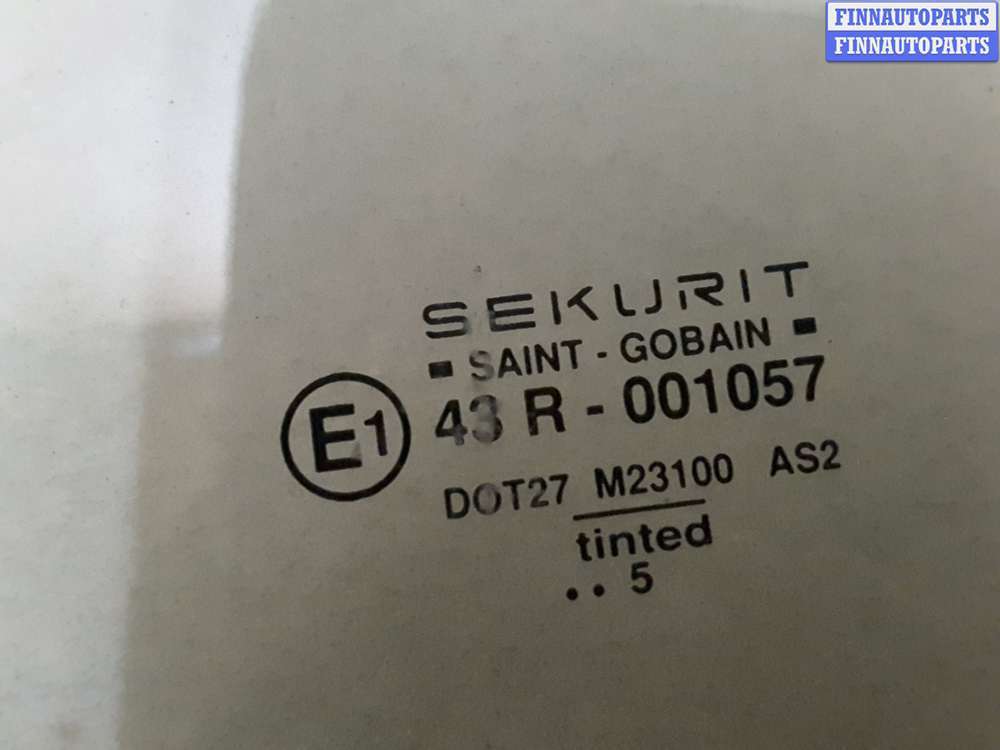 FINNAUTOPARTS
FINNAUTOPARTS
SEKURIT
SAINT - GOBAIN
E1 43 R - 001057
DOT27 M23100 AS2
tinted
.. 5